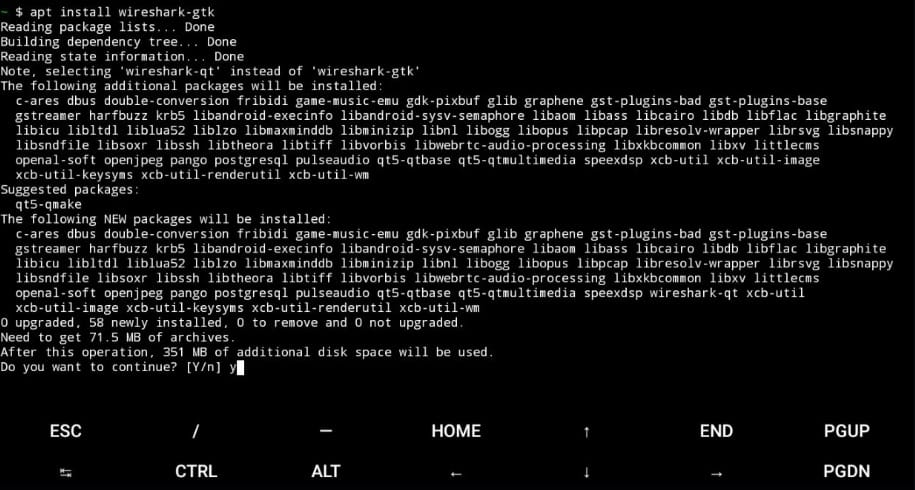 ~ $ apt install wireshark-gtk
Reading package lists... Done
Building dependency tree... Done
Reading state information... Done
Note, selecting 'wireshark-qt' instead of 'wireshark-gtk'
The following additional packages will be installed:
  c-ares dbus double-conversion fribidi game-music-emu gdk-pixbuf glib graphene gst-plugins-bad gst-plugins-base
  gstreamer harfbuzz krb5 libandroid-execinfo libandroid-sysv-semaphore libaom libass libcairo libdb libflac libgraphite
  libicu libltdl liblua52 liblzo libmaxminddb libminizip libnl libogg libopus libpcap libresolv-wrapper librsvg libsnappy
  libsndfile libsoxr libssh libtheora libtiff libvorbis libwebrtc-audio-processing libxkbcommon libxv littlecms
  openal-soft openjpeg pango postgresql pulseaudio qt5-qtbase qt5-qtmultimedia speexdsp xcb-util xcb-util-image
  xcb-util-keysyms xcb-util-renderutil xcb-util-wm
Suggested packages:
  qt5-qmake
The following NEW packages will be installed:
  c-ares dbus double-conversion fribidi game-music-emu gdk-pixbuf glib graphene gst-plugins-bad gst-plugins-base
  gstreamer harfbuzz krb5 libandroid-execinfo libandroid-sysv-semaphore libaom libass libcairo libdb libflac libgraphite
  libicu libltdl liblua52 liblzo libmaxminddb libminizip libnl libogg libopus libpcap libresolv-wrapper librsvg libsnappy
  libsndfile libsoxr libssh libtheora libtiff libvorbis libwebrtc-audio-processing libxkbcommon libxv littlecms
  openal-soft openjpeg pango postgresql pulseaudio qt5-qtbase qt5-qtmultimedia speexdsp wireshark-qt xcb-util
  xcb-util-image xcb-util-keysyms xcb-util-renderutil xcb-util-wm
0 upgraded, 58 newly installed, 0 to remove and 0 not upgraded.
Need to get 71.5 MB of archives.
After this operation, 351 MB of additional disk space will be used.
Do you want to continue? [Y/n] y
ESC / — HOME ↑ END PGUP
↹ CTRL ALT ← ↓ → PGDN